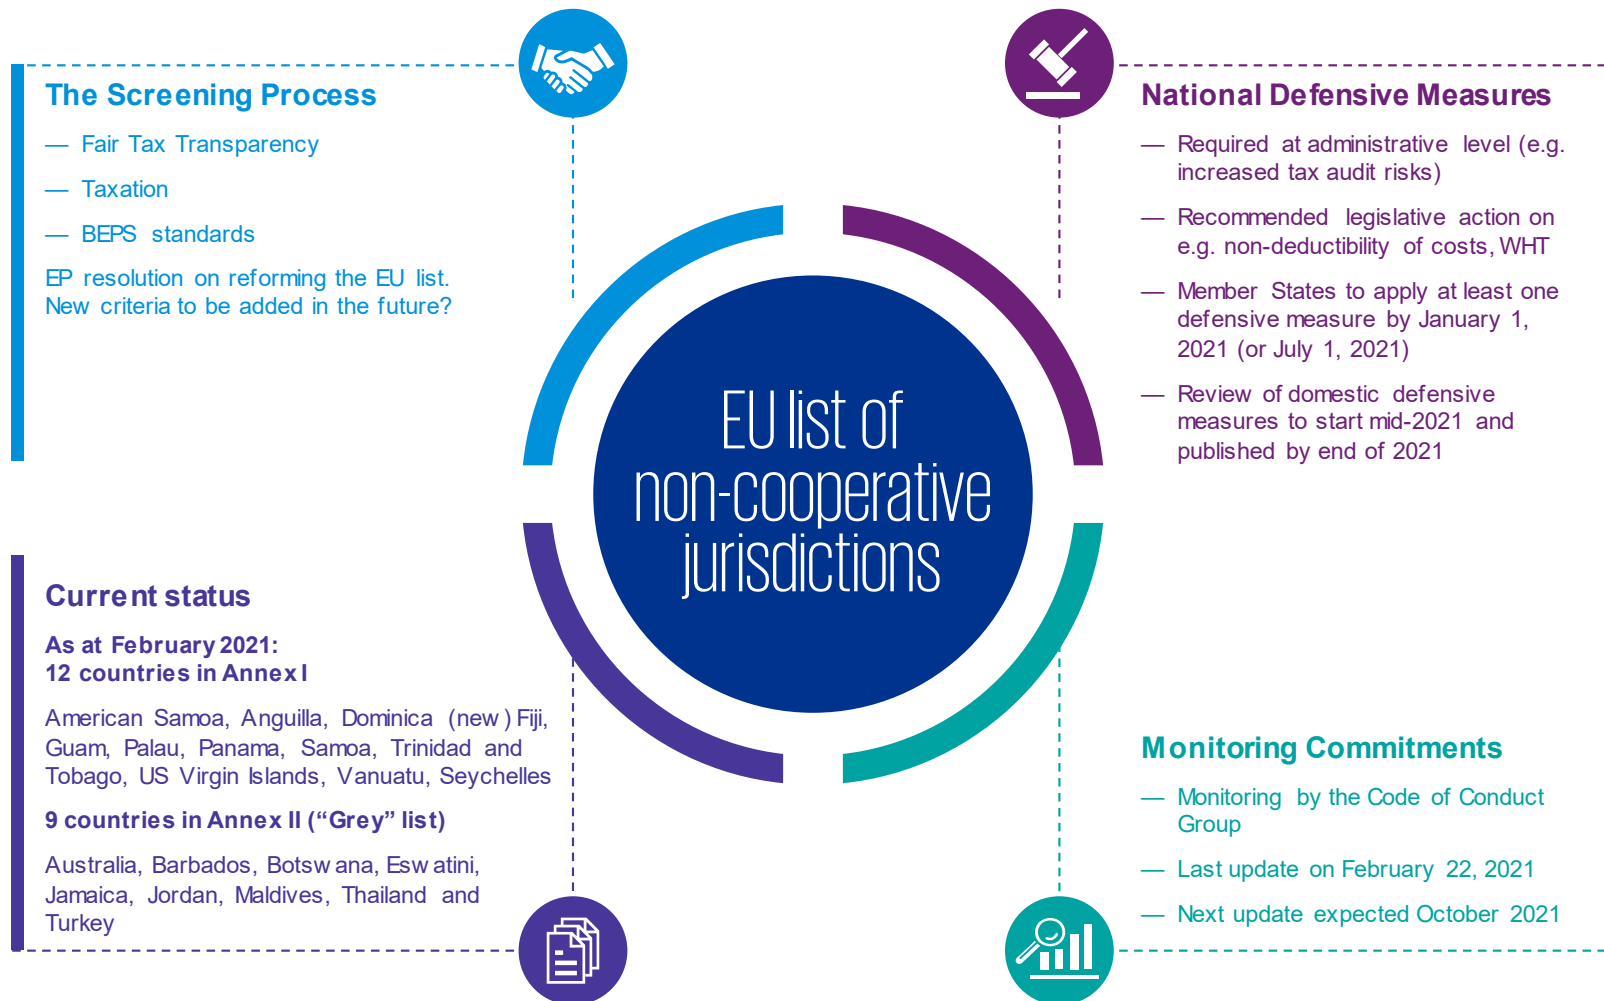 The Screening Process
— Fair Tax Transparency
— Taxation
— BEPS standards
EP resolution on reforming the EU list.
New criteria to be added in the future?
National Defensive Measures
— Required at administrative level (e.g.
increased tax audit risks)
— Recommended legislative action on
e.g. non-deductibility of costs, WHT
— Member States to apply at least one
defensive measure by January 1,
2021 (or July 1, 2021)
— Review of domestic defensive
measures to start mid-2021 and
published by end of 2021
EU list of
non-cooperative
jurisdictions
Current status
As at February 2021:
12 countries in Annex I
American Samoa, Anguilla, Dominica (new) Fiji,
Guam, Palau, Panama, Samoa, Trinidad and
Tobago, US Virgin Islands, Vanuatu, Seychelles
9 countries in Annex II (“Grey” list)
Australia, Barbados, Botswana, Eswatini,
Jamaica, Jordan, Maldives, Thailand and
Turkey
Monitoring Commitments
— Monitoring by the Code of Conduct
Group
— Last update on February 22, 2021
— Next update expected October 2021